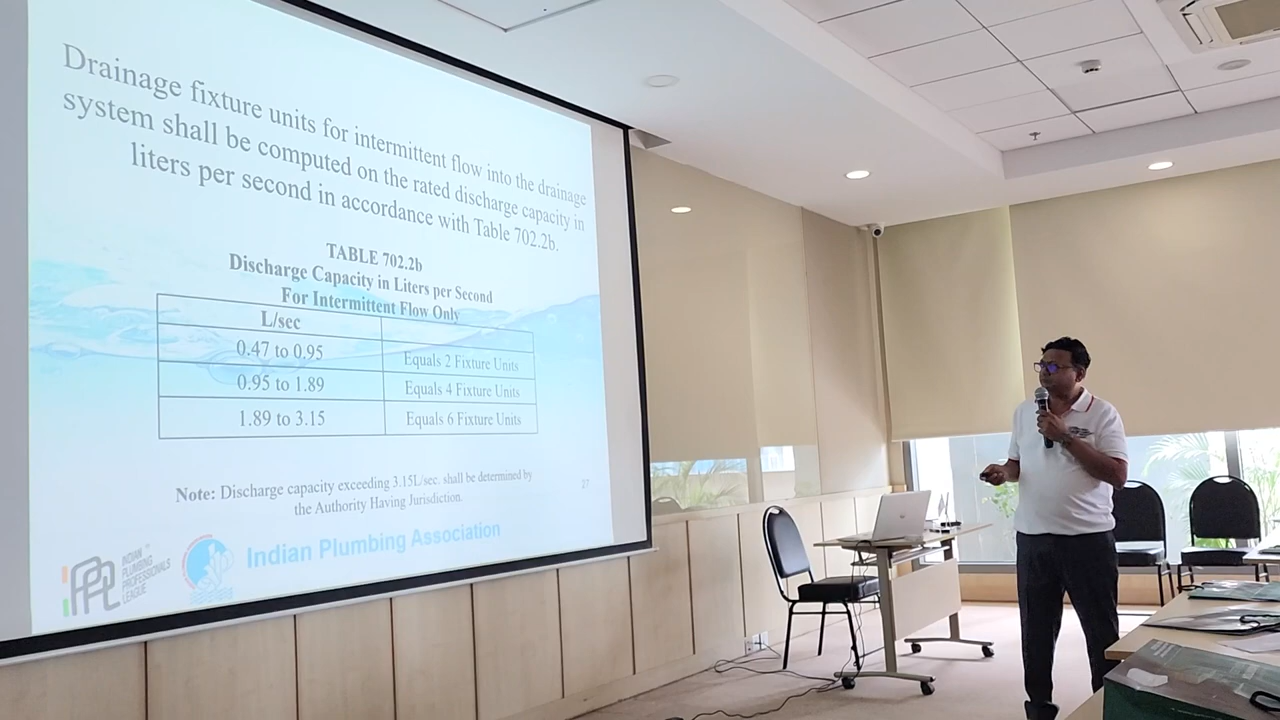 Drainage fixture units for intermittent flow into the drainage
system shall be computed on the rated discharge capacity in
liters per second in accordance with Table 702.2b.
TABLE 702.2b
Discharge Capacity in Liters per Second
For Intermittent Flow Only
L/sec
0.47 to 0.95 Equals 2 Fixture Units
0.95 to 1.89 Equals 4 Fixture Units
1.89 to 3.15 Equals 6 Fixture Units
Note: Discharge capacity exceeding 3.15L/sec. shall be determined by
the Authority Having Jurisdiction.
27
IPPL
INDIAN
PLUMBING
PROFESSIONALS
LEAGUE
Indian Plumbing Association